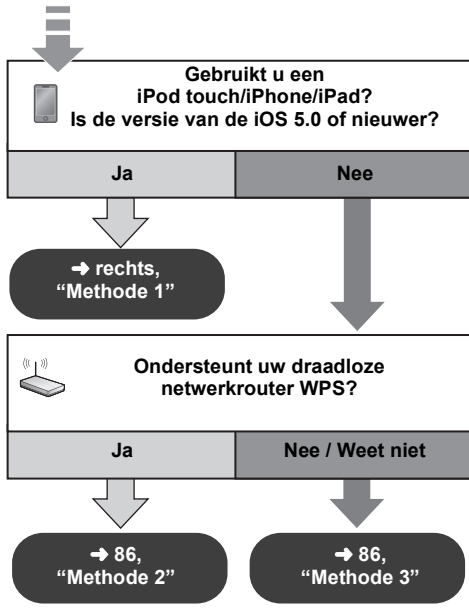 Gebruikt u een
iPod touch/iPhone/iPad?
Is de versie van de iOS 5.0 of nieuwer?
Ja
Nee
➜ rechts,
“Methode 1”
Ondersteunt uw draadloze
netwerkrouter WPS?
Ja
Nee / Weet niet
➜ 86,
“Methode 2”
➜ 86,
“Methode 3”